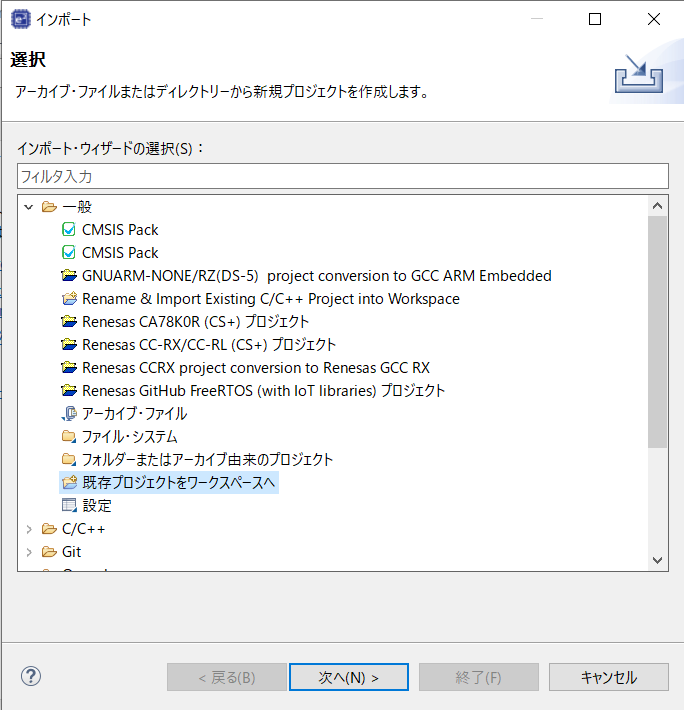 インポート
選択
アーカイブ・ファイルまたはディレクトリーから新規プロジェクトを作成します。
インポート・ウィザードの選択(S)：
フィルタ入力
一般
CMSIS Pack
CMSIS Pack
GNUARM-NONE/RZ(DS-5)  project conversion to GCC ARM Embedded
Rename & Import Existing C/C++ Project into Workspace
Renesas CA78K0R (CS+) プロジェクト
Renesas CC-RX/CC-RL (CS+) プロジェクト
Renesas CCRX project conversion to Renesas GCC RX
Renesas GitHub FreeRTOS (with IoT libraries) プロジェクト
アーカイブ・ファイル
ファイル・システム
フォルダーまたはアーカイブ由来のプロジェクト
既存プロジェクトをワークスペースへ
設定
C/C++
Git
< 戻る(B)
次へ(N) >
終了(F)
キャンセル